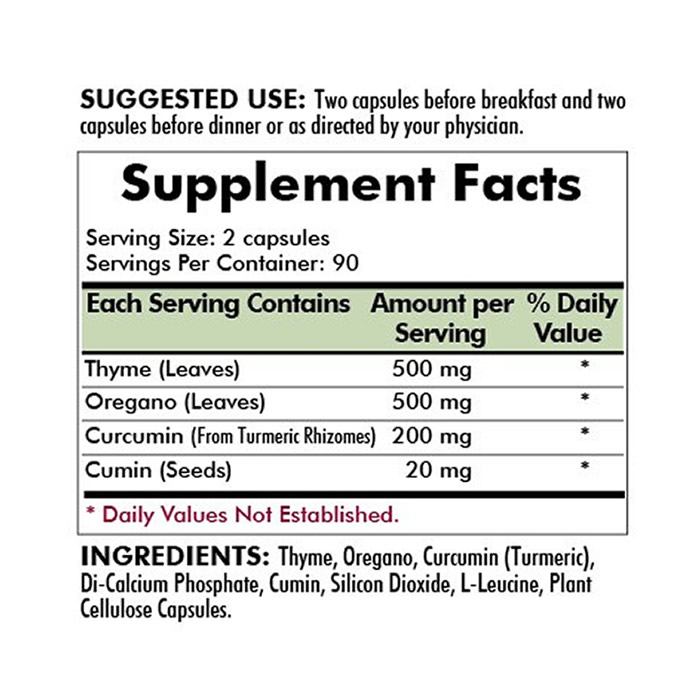 SUGGESTED USE: Two capsules before breakfast and two
capsules before dinner or as directed by your physician.
Supplement Facts
Serving Size: 2 capsules
Servings Per Container: 90
Each Serving Contains Amount per % Daily
Serving Value
Thyme (Leaves) 500 mg *
Oregano (Leaves) 500 mg *
Curcumin (From Turmeric Rhizomes) 200 mg *
Cumin (Seeds) 20 mg *
* Daily Values Not Established.
INGREDIENTS: Thyme, Oregano, Curcumin (Turmeric),
Di-Calcium Phosphate, Cumin, Silicon Dioxide, L-Leucine, Plant
Cellulose Capsules.